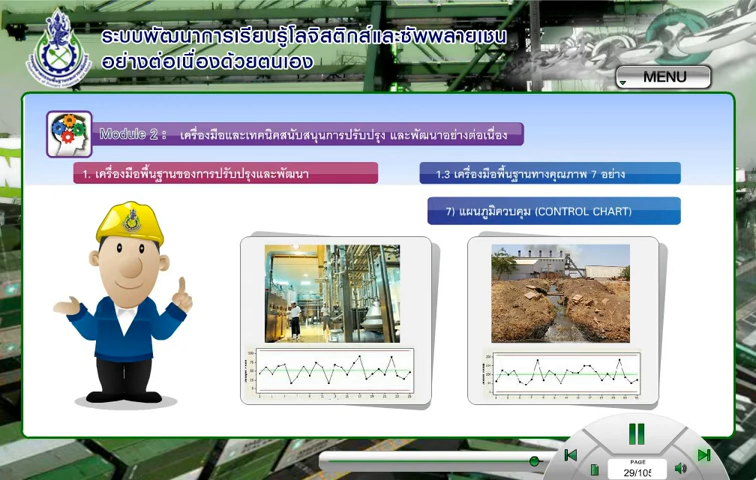 ระบบพัฒนาการเรียนรู้โลจิสติกส์และซัพพลายเชน
อย่างต่อเนื่องด้วยตนเอง
MENU
Module 2 : เครื่องมือและเทคนิคสนับสนุนการปรับปรุง และพัฒนาอย่างต่อเนื่อง
1. เครื่องมือพื้นฐานของการปรับปรุงและพัฒนา
1.3 เครื่องมือพื้นฐานทางคุณภาพ 7 อย่าง
7) แผนภูมิควบคุม (CONTROL CHART)
PAGE
29/105